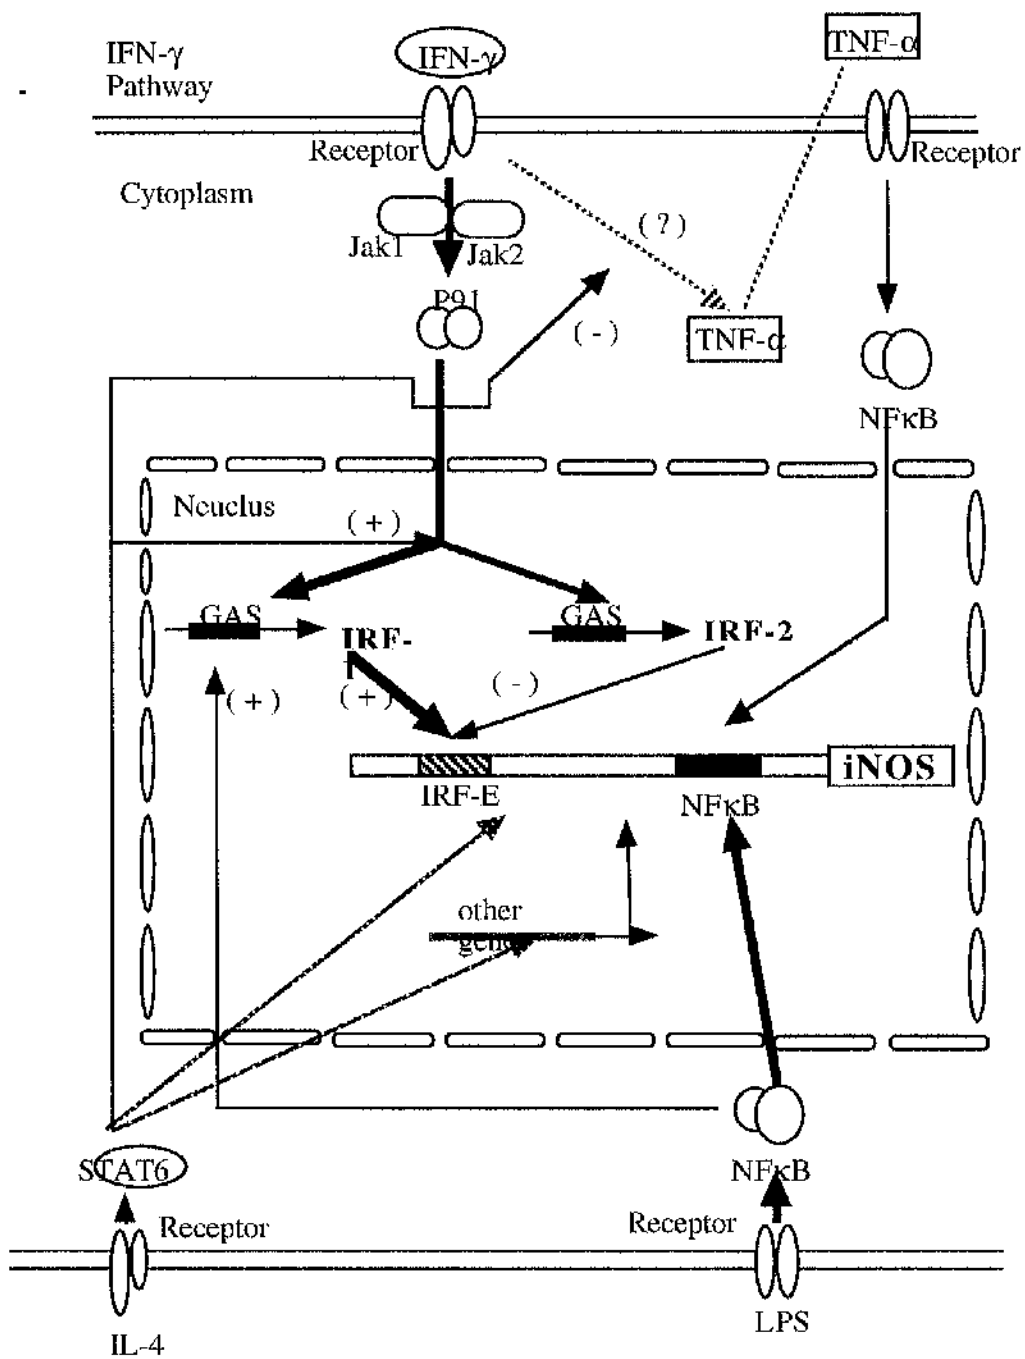 IFN-γ
Pathway
IFN-γ
TNF-α
Receptor
Receptor
Cytoplasm
Jak1
Jak2
(?)
P91
(-)
TNF-α
NFκB
Neuclus
(+)
GAS
IRF-
GAS
IRF-2
(+)
(+)
(-)
iNOS
IRF-E
NFκB
other
gene
STAT6
NFκB
Receptor
Receptor
LPS
IL-4